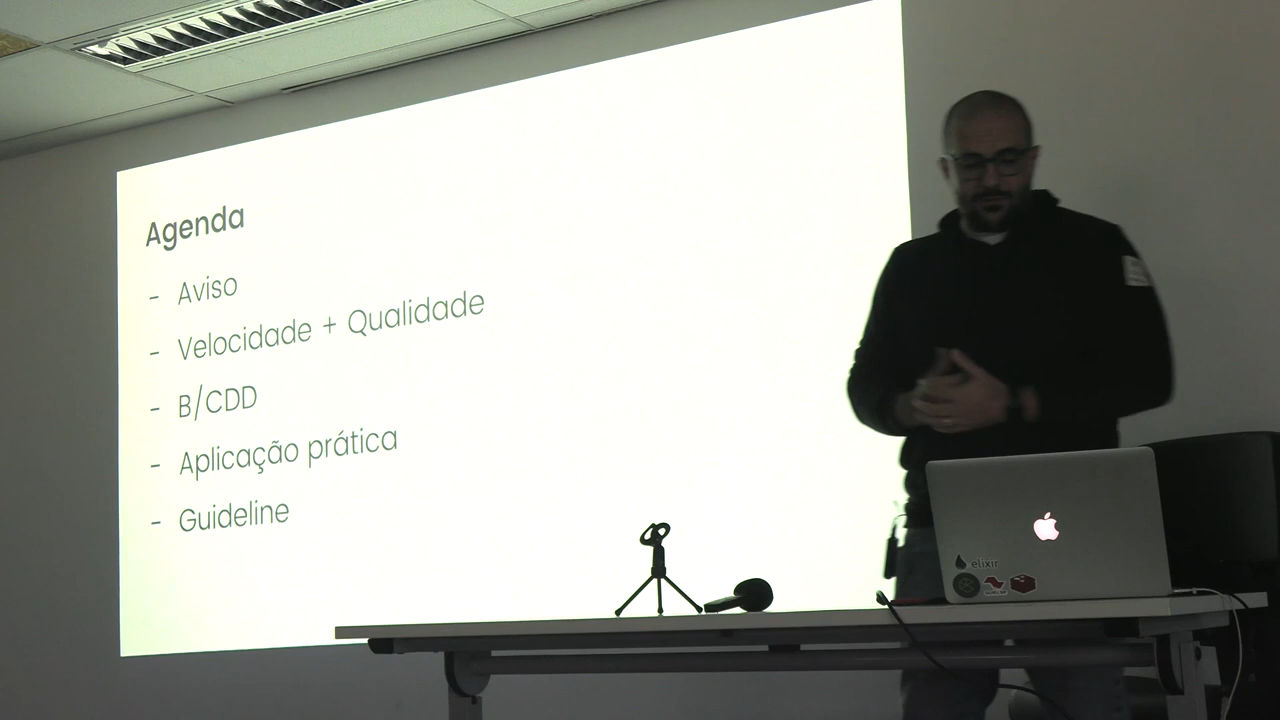 Agenda
- Aviso
- Velocidade + Qualidade
- B/CDD
- Aplicação prática
- Guideline
elixir